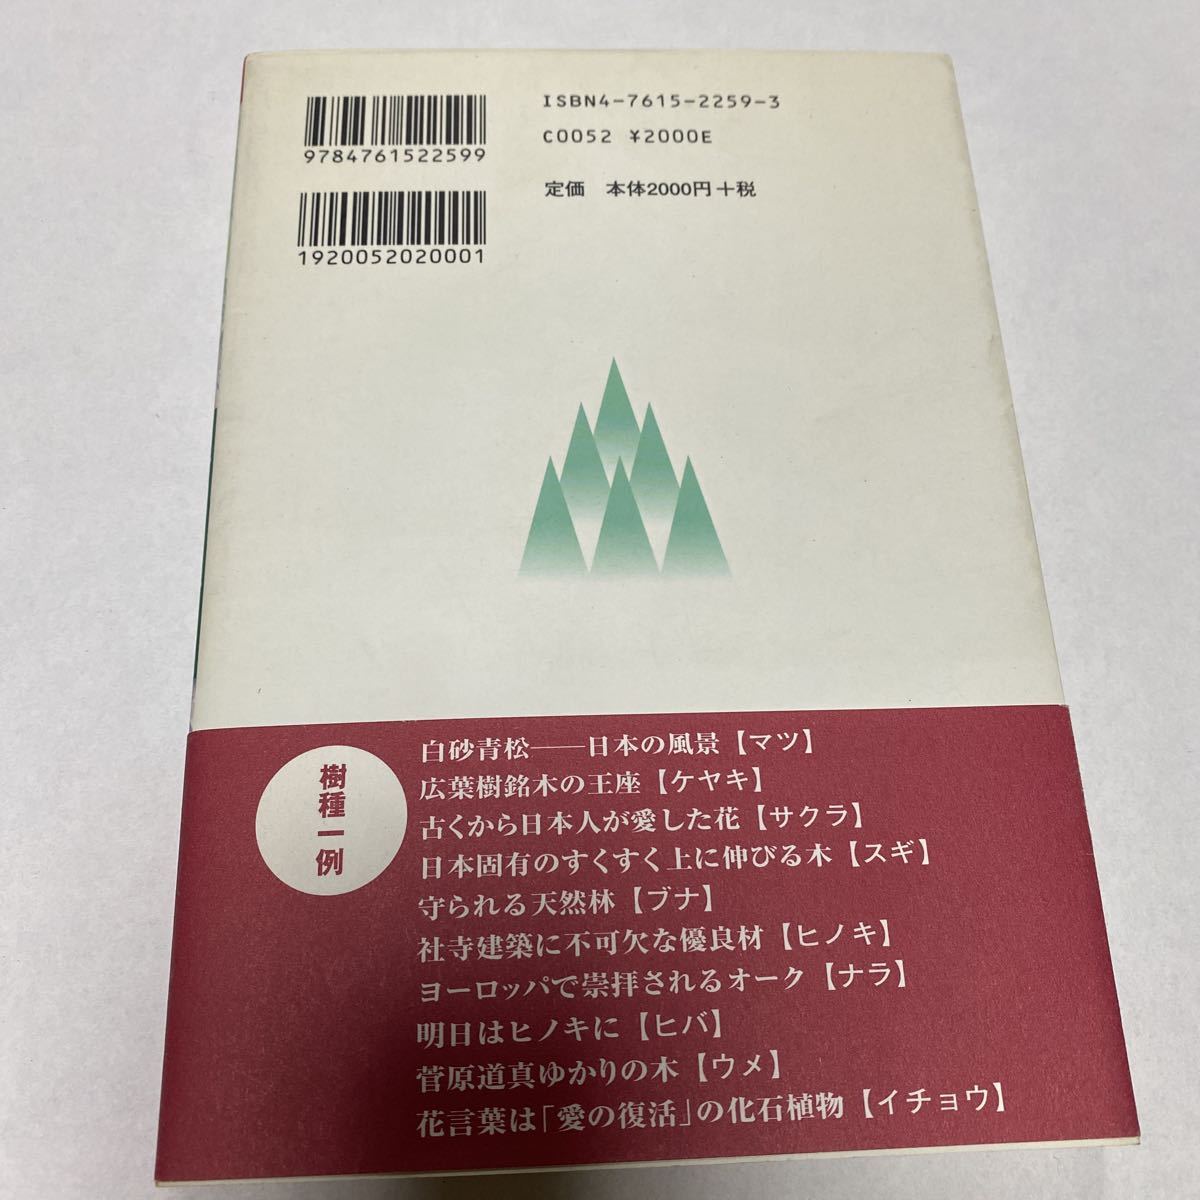 ISBN4-7615-2259-3
C0052 ¥2000E
定価 本体2000円+税
9784761522599
1920052020001
樹種一例
白砂青松──日本の風景【マツ】
広葉樹銘木の王座【ケヤキ】
古くから日本人が愛した花【サクラ】
日本固有のすくすく上に伸びる木【スギ】
守られる天然林【ブナ】
社寺建築に不可欠な優良材【ヒノキ】
ヨーロッパで崇拝されるオーク【ナラ】
明日はヒノキに【ヒバ】
菅原道真ゆかりの木【ウメ】
花言葉は「愛の復活」の化石植物【イチョウ】